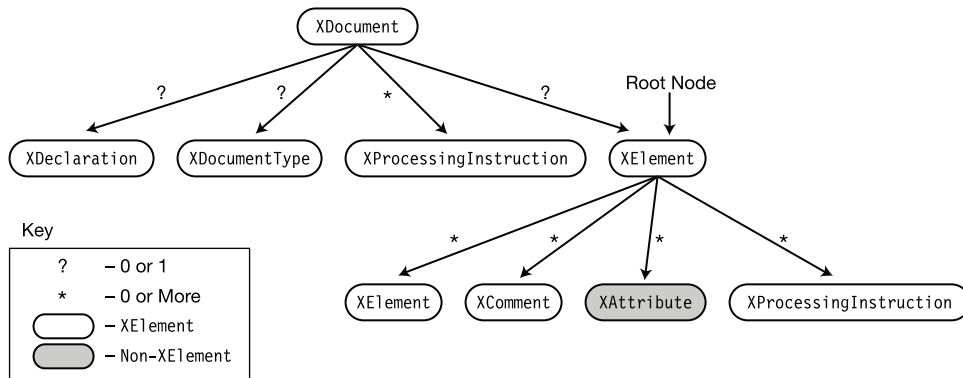 XDocument
? ? * ?
Root Node
XDeclaration XDocumentType XProcessingInstruction XElement
Key
? – 0 or 1
* – 0 or More
– XElement
– Non-XElement
* * * *
XElement XComment XAttribute XProcessingInstruction